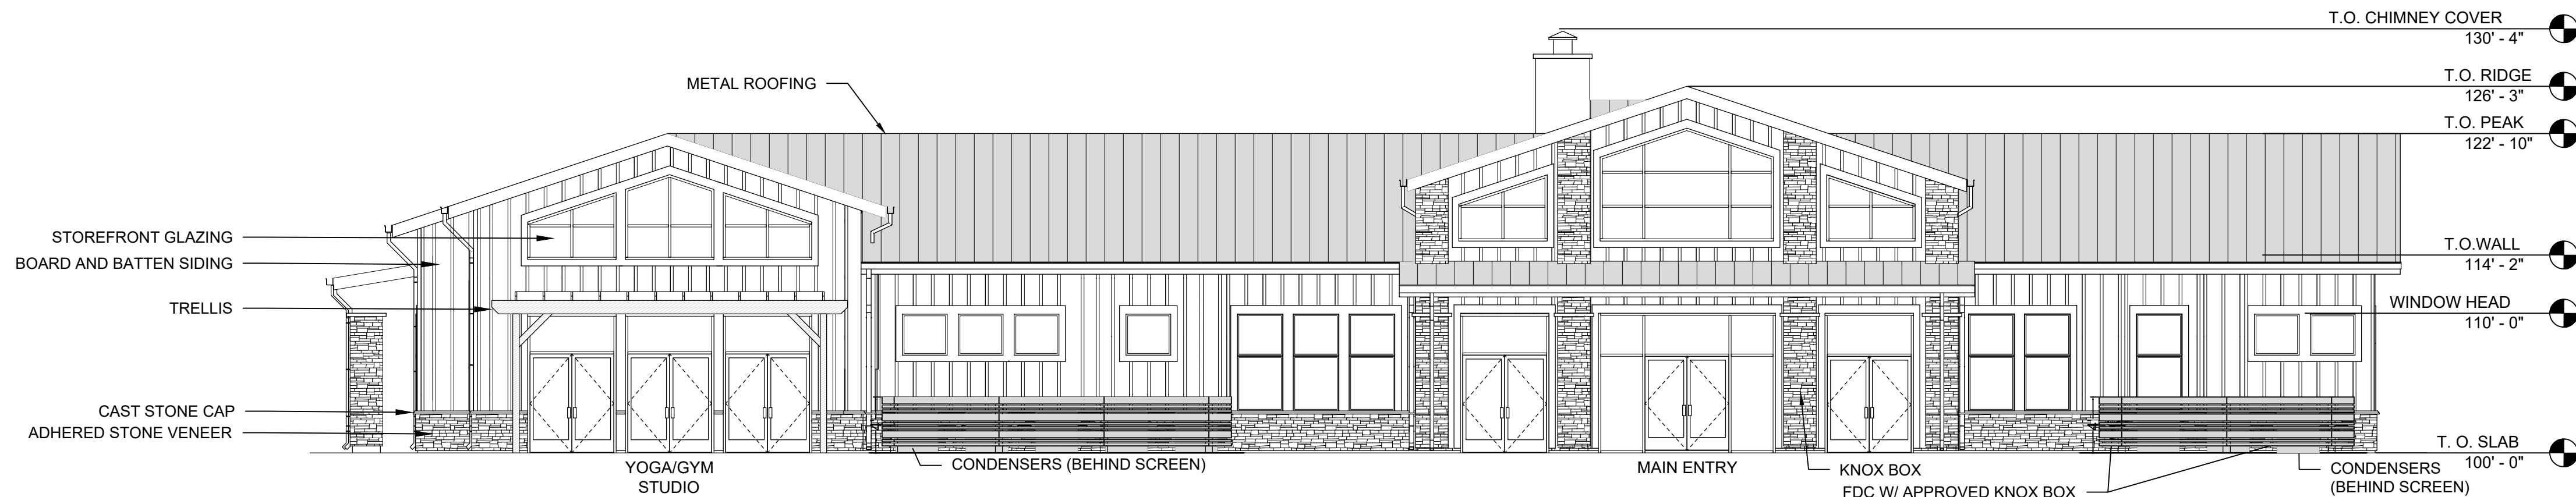 T.O. CHIMNEY COVER
130' - 4"
METAL ROOFING
T.O. RIDGE
126' - 3"
T.O. PEAK
122' - 10"
STOREFRONT GLAZING
BOARD AND BATTEN SIDING
T.O.WALL
114' - 2"
TRELLIS
WINDOW HEAD
110' - 0"
CAST STONE CAP
ADHERED STONE VENEER
T. O. SLAB
100' - 0"
YOGA/GYM
STUDIO
CONDENSERS (BEHIND SCREEN)
MAIN ENTRY
KNOX BOX
FDC W/ APPROVED KNOX BOX
CONDENSERS
(BEHIND SCREEN)